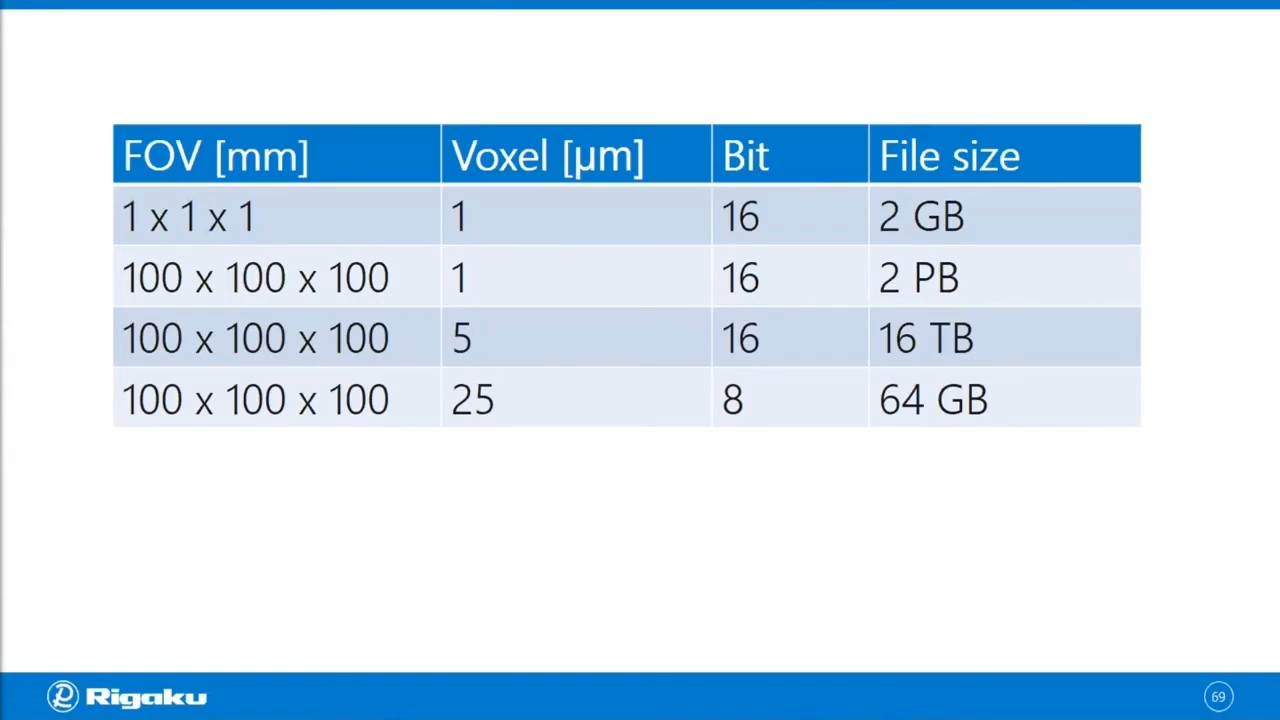 FOV [mm] Voxel [µm] Bit File size
1 x 1 x 1 1 16 2 GB
100 x 100 x 100 1 16 2 PB
100 x 100 x 100 5 16 16 TB
100 x 100 x 100 25 8 64 GB
Rigaku 69